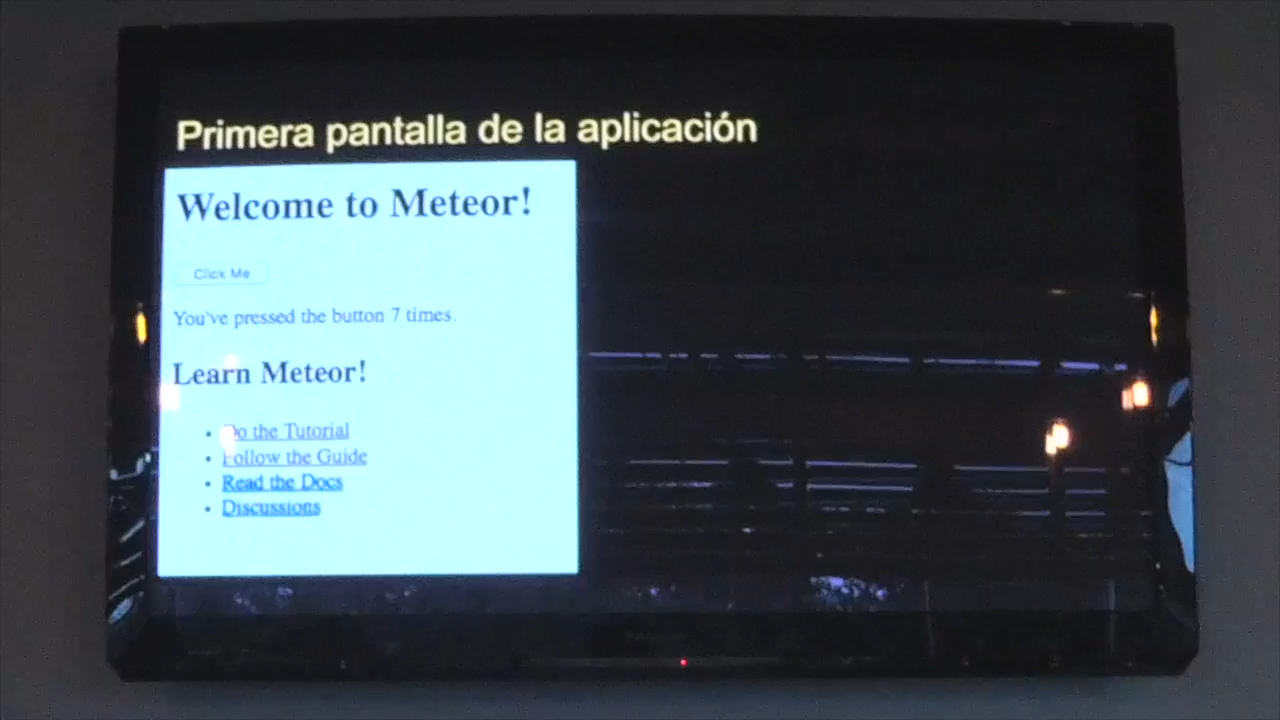 Primera pantalla de la aplicación
Welcome to Meteor!
Click Me
You've pressed the button 7 times.
Learn Meteor!
Do the Tutorial
Follow the Guide
Read the Docs
Discussions